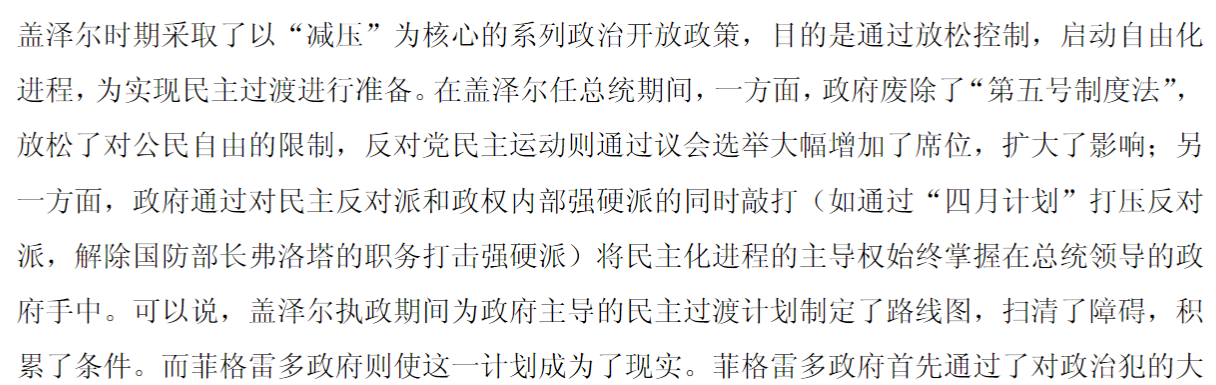 盖泽尔时期采取了以“减压”为核心的系列政治开放政策，目的是通过放松控制，启动自由化
进程，为实现民主过渡进行准备。在盖泽尔任总统期间，一方面，政府废除了“第五号制度法”，
放松了对公民自由的限制，反对党民主运动则通过议会选举大幅增加了席位，扩大了影响；另
一方面，政府通过对民主反对派和政权内部强硬派的同时敲打（如通过“四月计划”打压反对
派，解除国防部长弗洛塔的职务打击强硬派）将民主化进程的主导权始终掌握在总统领导的政
府手中。可以说，盖泽尔执政期间为政府主导的民主过渡计划制定了路线图，扫清了障碍，积
累了条件。而菲格雷多政府则使这一计划成为了现实。菲格雷多政府首先通过了对政治犯的大